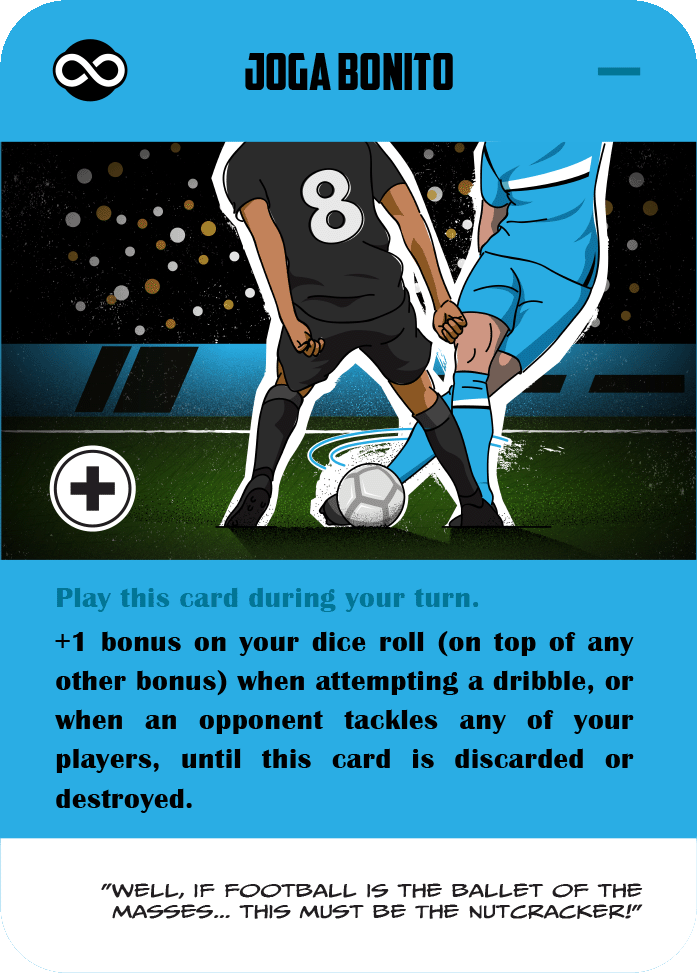 JOGA BONITO
8
Play this card during your turn.
+1 bonus on your dice roll (on top of any
other bonus) when attempting a dribble, or
when an opponent tackles any of your
players, until this card is discarded or
destroyed.
"WELL, IF FOOTBALL IS THE BALLET OF THE
MASSES... THIS MUST BE THE NUTCRACKER!"